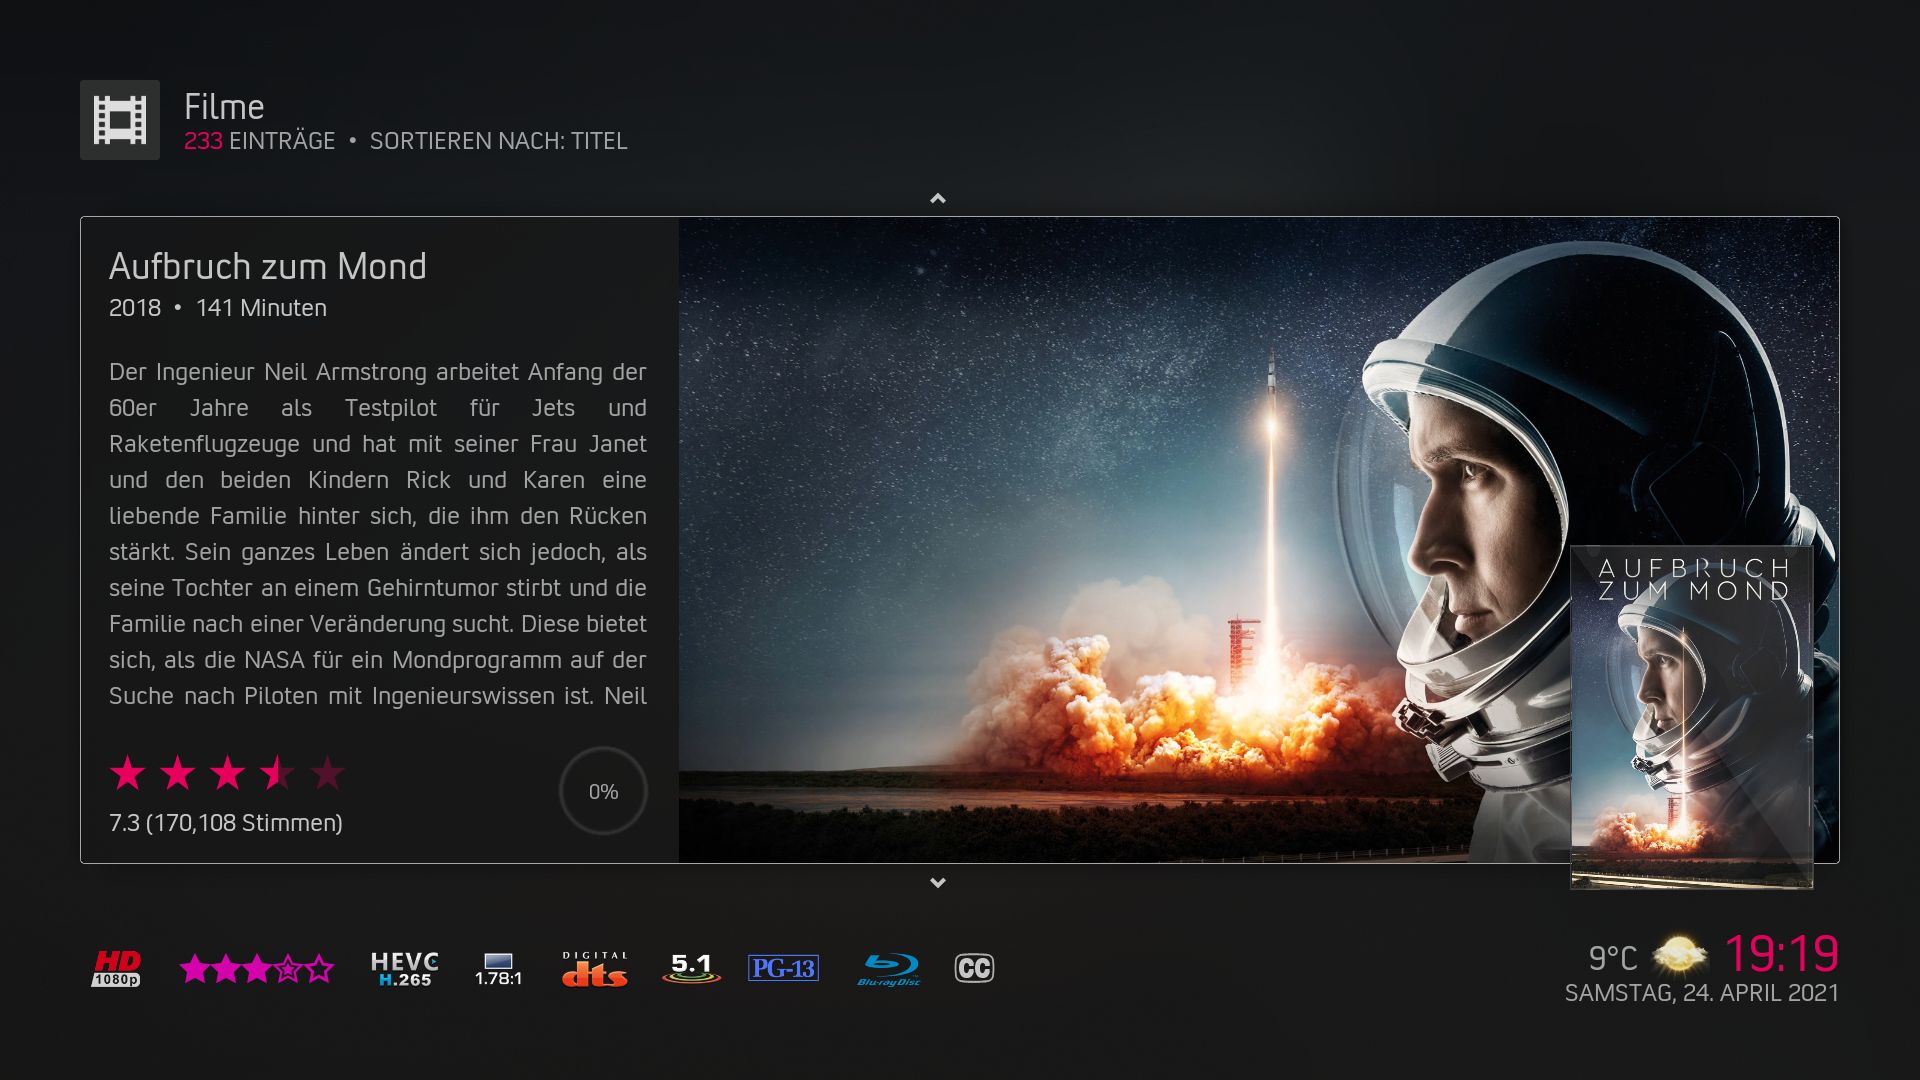 Filme
233 EINTRÄGE • SORTIEREN NACH: TITEL
Aufbruch zum Mond
2018 • 141 Minuten
Der Ingenieur Neil Armstrong arbeitet Anfang der
60er Jahre als Testpilot für Jets und
Raketenflugzeuge und hat mit seiner Frau Janet
und den beiden Kindern Rick und Karen eine
liebende Familie hinter sich, die ihm den Rücken
stärkt. Sein ganzes Leben ändert sich jedoch, als
seine Tochter an einem Gehirntumor stirbt und die
Familie nach einer Veränderung sucht. Diese bietet
sich, als die NASA für ein Mondprogramm auf der
Suche nach Piloten mit Ingenieurswissen ist. Neil
7.3 (170,108 Stimmen)
0%
AUFBRUCH
ZUM MOND
HD
1080p
HEVC
H.265
1.78:1
DIGITAL
dts
5.1
PG-13
Blu-ray Disc
CC
9°C
19:19
SAMSTAG, 24. APRIL 2021